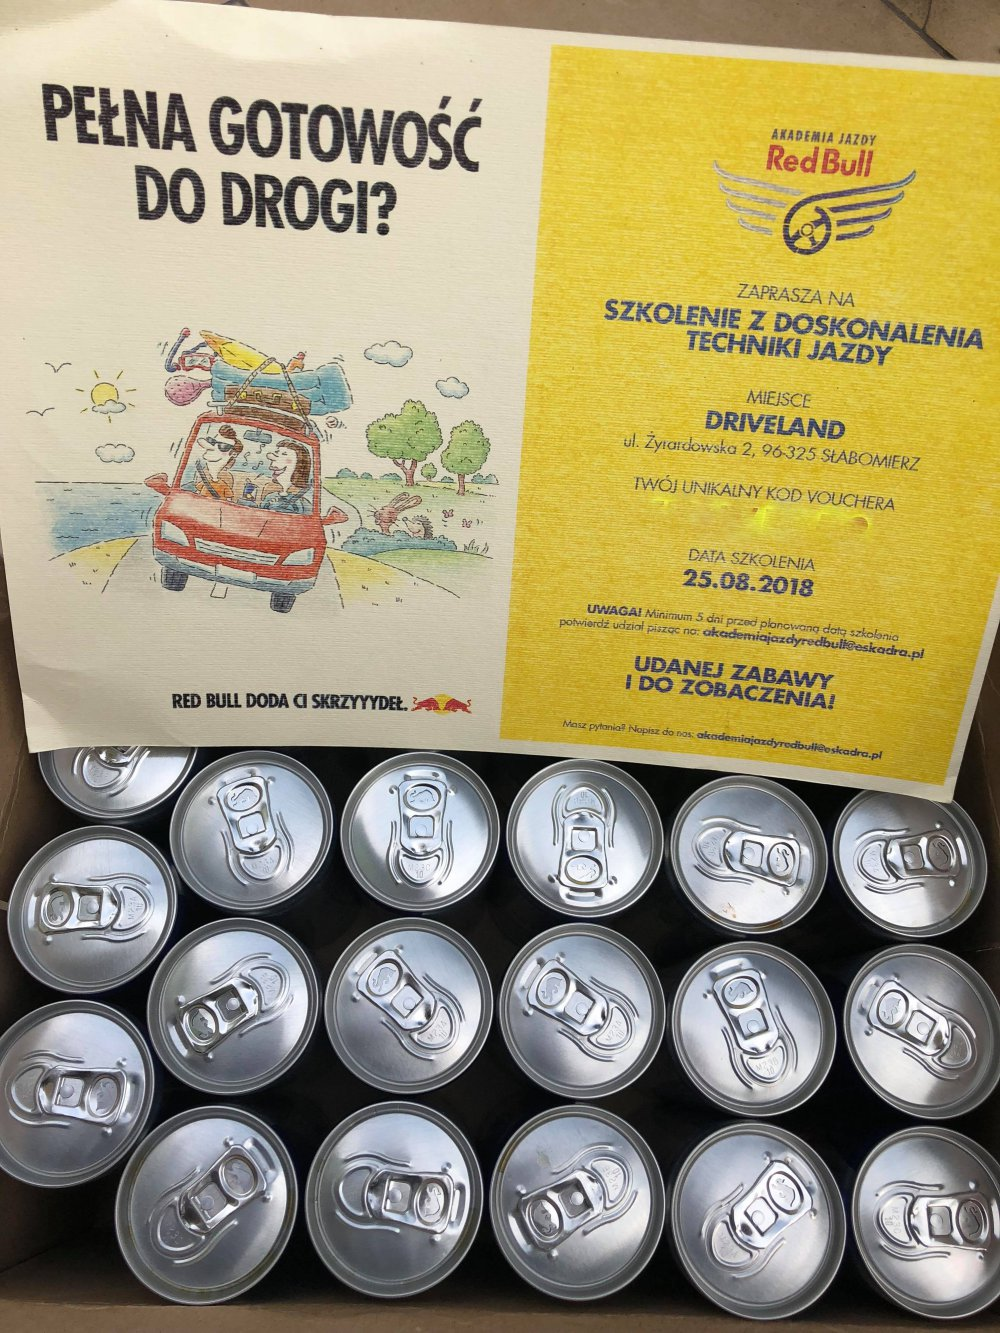 PEŁNA GOTOWOŚĆ
DO DROGI?
RED BULL DODA CI SKRZYYYDEŁ.
AKADEMIA JAZDY
Red Bull
ZAPRASZA NA
SZKOLENIE Z DOSKONALENIA
TECHNIKI JAZDY
MIEJSCE
DRIVELAND
ul. Żyrardowska 2, 96-325 SŁABOMIERZ
TWÓJ UNIKALNY KOD VOUCHERA
DATA SZKOLENIA
25.08.2018
UWAGA! Minimum 5 dni przed planowaną datą szkolenia
potwierdź udział pisząc na: akademiajazdyredbull@eskadra.pl
UDANEJ ZABAWY
I DO ZOBACZENIA!
Masz pytania? Napisz do nas: akademiajazdyredbull@eskadra.pl